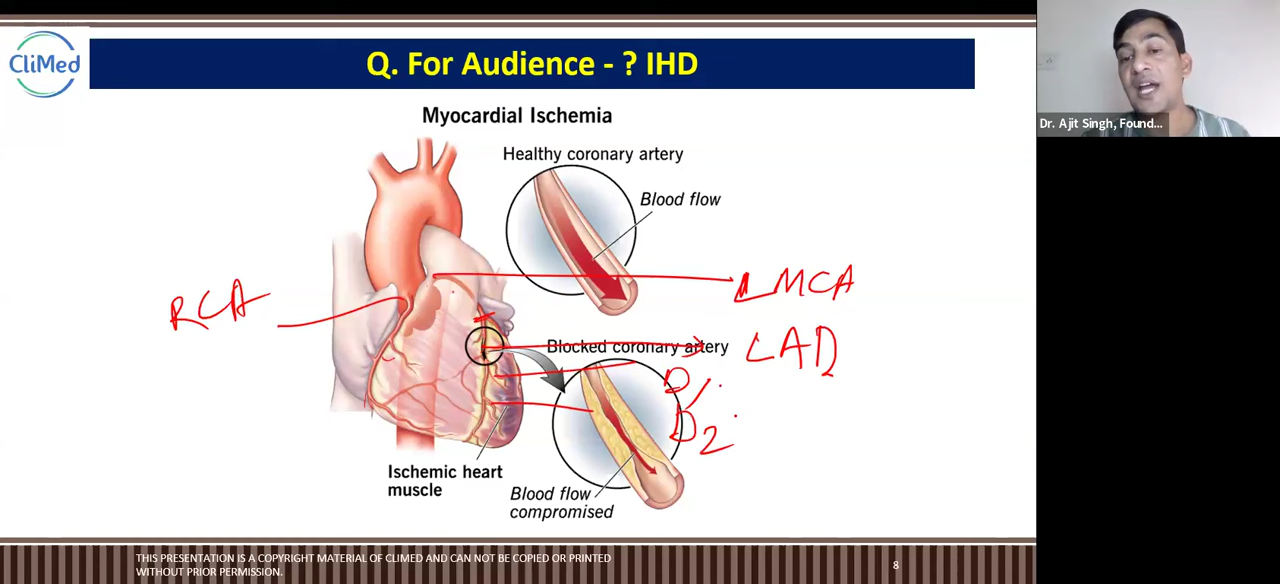 CliMed
Q. For Audience - ? IHD
Dr. Ajit Singh, Found...
Myocardial Ischemia
Healthy coronary artery
Blood flow
RCA
LMCA
Blocked coronary artery
LAD
D1
D2
Ischemic heart
muscle
Blood flow
compromised
THIS PRESENTATION IS A COPYRIGHT MATERIAL OF CLIMED AND CAN NOT BE COPIED OR PRINTED
WITHOUT PRIOR PERMISSION.
8